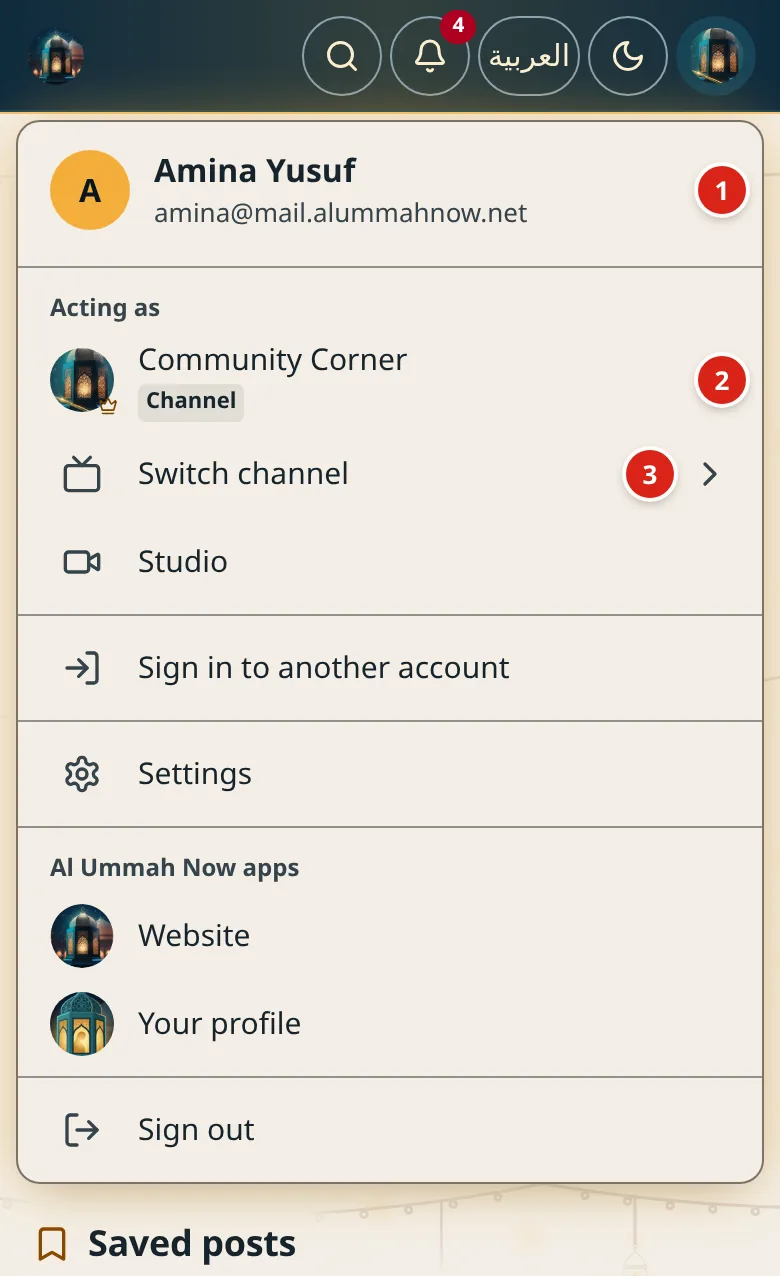 4
العربية
Amina Yusuf
amina@mail.alummahnow.net
1
Acting as
Community Corner
Channel
2
Switch channel
3
Studio
Sign in to another account
Settings
Al Ummah Now apps
Website
Your profile
Sign out
Saved posts
A